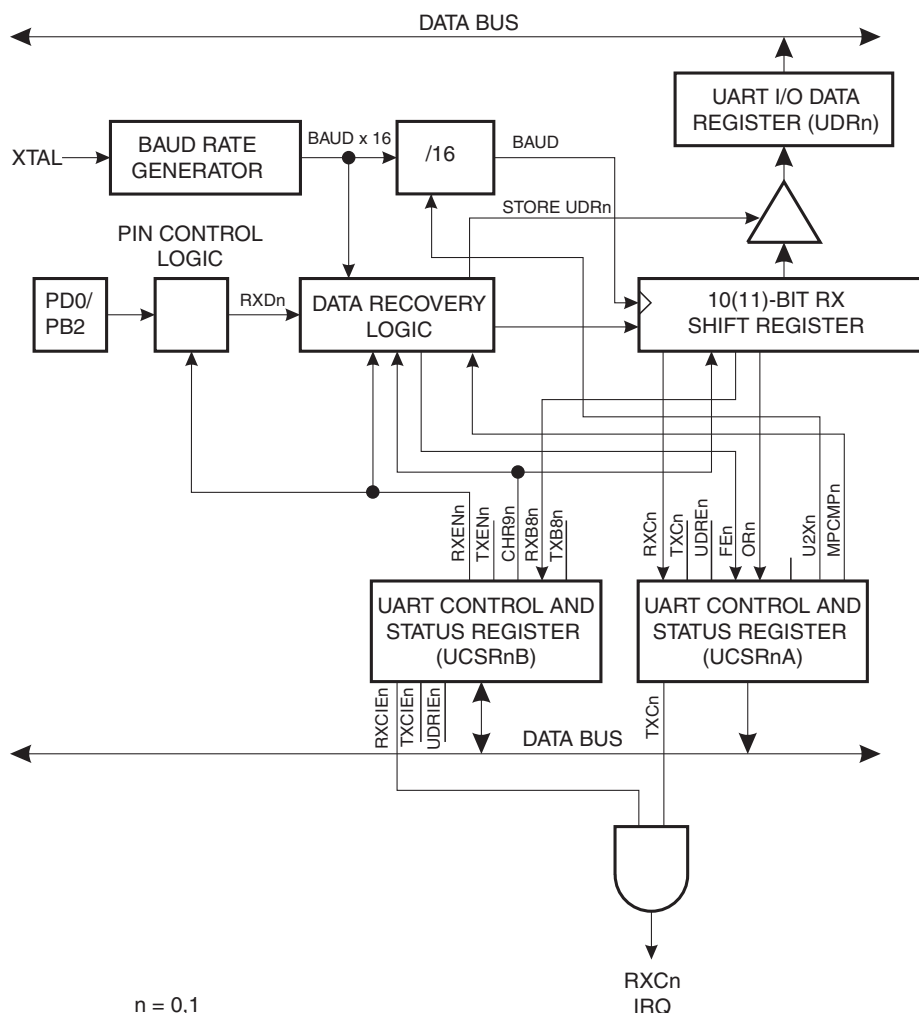 DATA BUS
UART I/O DATA
REGISTER (UDRn)
XTAL
BAUD RATE
GENERATOR
BAUD x 16
/16
BAUD
STORE UDRn
PIN CONTROL
LOGIC
PD0/
PB2
RXDn
DATA RECOVERY
LOGIC
10(11)-BIT RX
SHIFT REGISTER
RXENn
TXENn
CHR9n
RXB8n
TXB8n
RXCn
TXCn
UDREn
FEn
ORn
U2Xn
MPCMPn
UART CONTROL AND
STATUS REGISTER
(UCSRnB)
UART CONTROL AND
STATUS REGISTER
(UCSRnA)
RXCIEn
TXCIEn
UDRIEn
TXCn
DATA BUS
RXCn
IRQ
n = 0,1